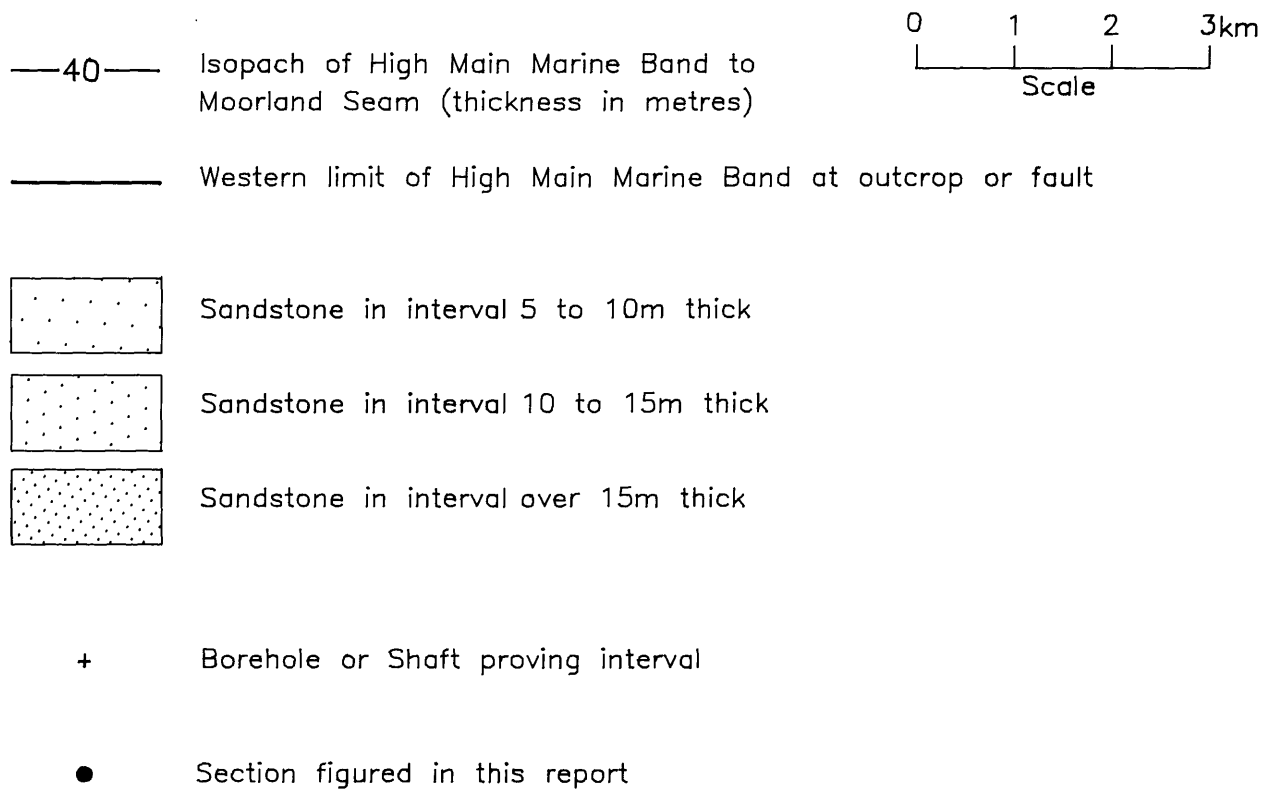 0 1 2 3km
Scale
40
Isopach of High Main Marine Band to
Moorland Seam (thickness in metres)
Western limit of High Main Marine Band at outcrop or fault
Sandstone in interval 5 to 10m thick
Sandstone in interval 10 to 15m thick
Sandstone in interval over 15m thick
Borehole or Shaft proving interval
Section figured in this report